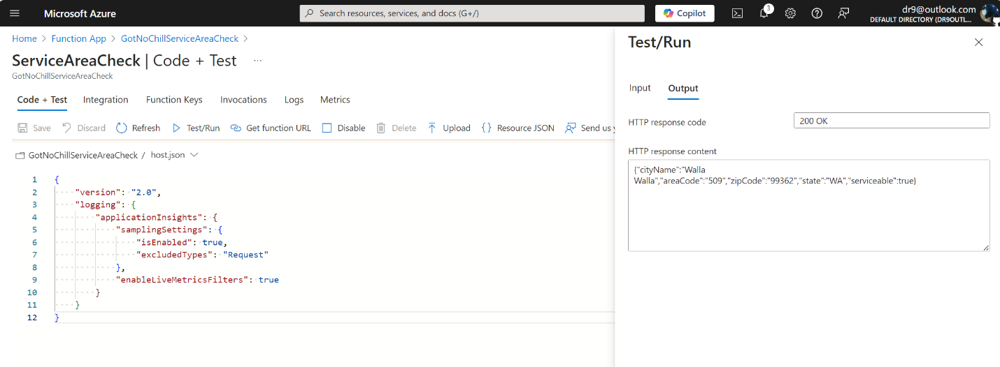 Microsoft Azure
Search resources, services, and docs (G+/)
Copilot
3
dr9@outlook.com
DEFAULT DIRECTORY (DR9OUTL...
Home > Function App > GotNoChillServiceAreaCheck >
ServiceAreaCheck | Code + Test ...
GotNoChillServiceAreaCheck
Code + Test Integration Function Keys Invocations Logs Metrics
Save Discard Refresh Test/Run Get function URL Disable Delete Upload {} Resource JSON Send us y
GotNoChillServiceAreaCheck / host.json
1 {
2 "version": "2.0",
3 "logging": {
4 "applicationInsights": {
5 "samplingSettings": {
6 "isEnabled": true,
7 "excludedTypes": "Request"
8 },
9 "enableLiveMetricsFilters": true
10 }
11 }
12 }
Test/Run
Input Output
HTTP response code 200 OK
HTTP response content
{"cityName":"Walla
Walla","areaCode":"509","zipCode":"99362","state":"WA","serviceable":true}